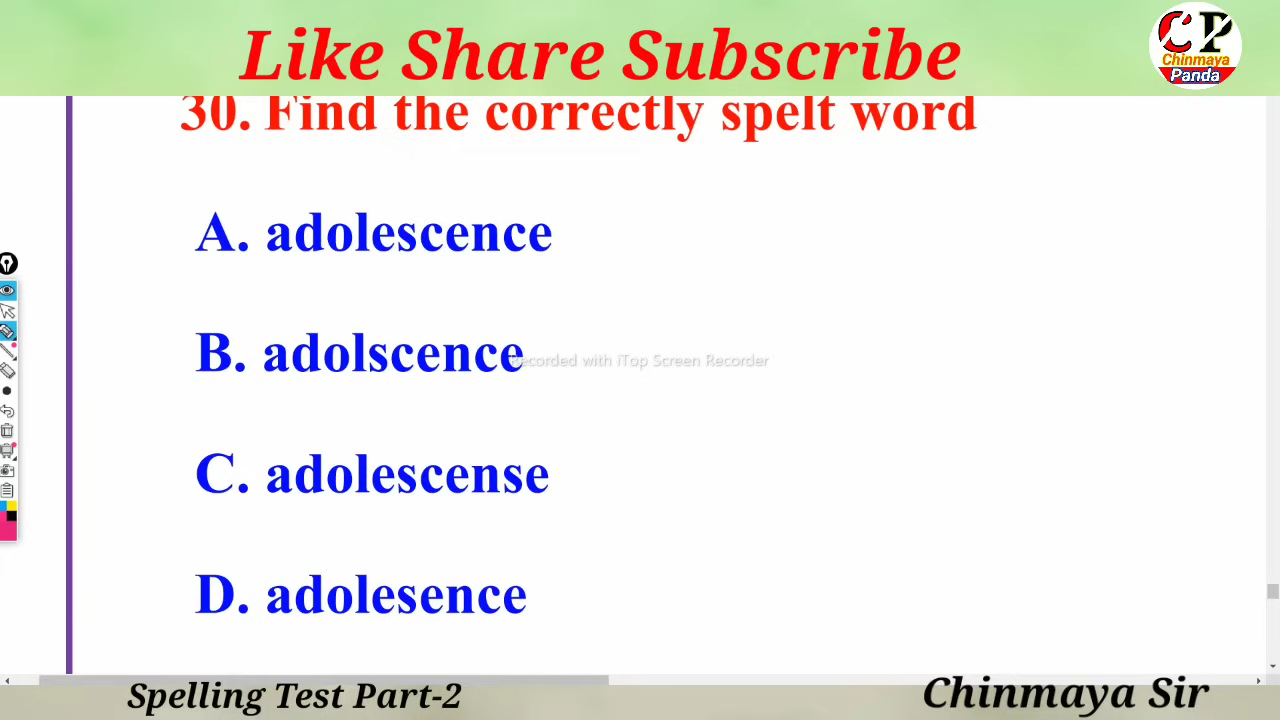 Like Share Subscribe
CP
Chinmaya
Panda
30. Find the correctly spelt word
A. adolescence
B. adolscence
Recorded with iTop Screen Recorder
C. adolescense
D. adolesence
Spelling Test Part-2
Chinmaya Sir